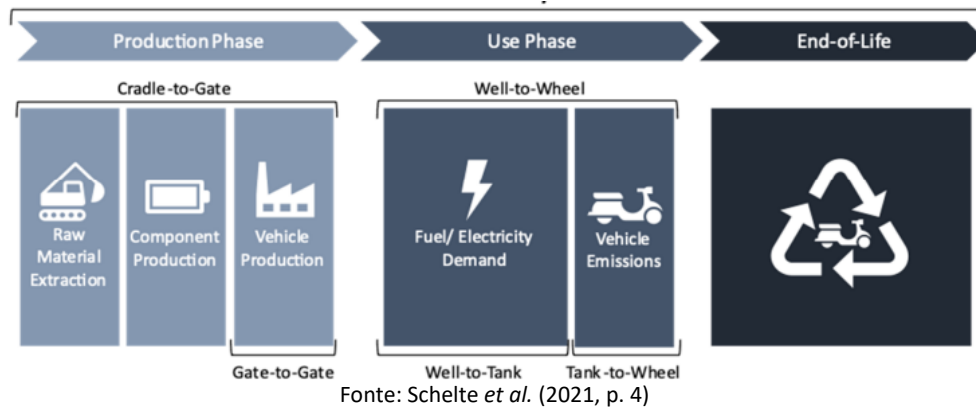 Production Phase
Use Phase
End-of-Life
Cradle-to-Gate
Well-to-Wheel
Raw
Material
Extraction
Component
Production
Vehicle
Production
Fuel/ Electricity
Demand
Vehicle
Emissions
Gate-to-Gate
Well-to-Tank
Tank-to-Wheel
Fonte: Schelte et al. (2021, p. 4)